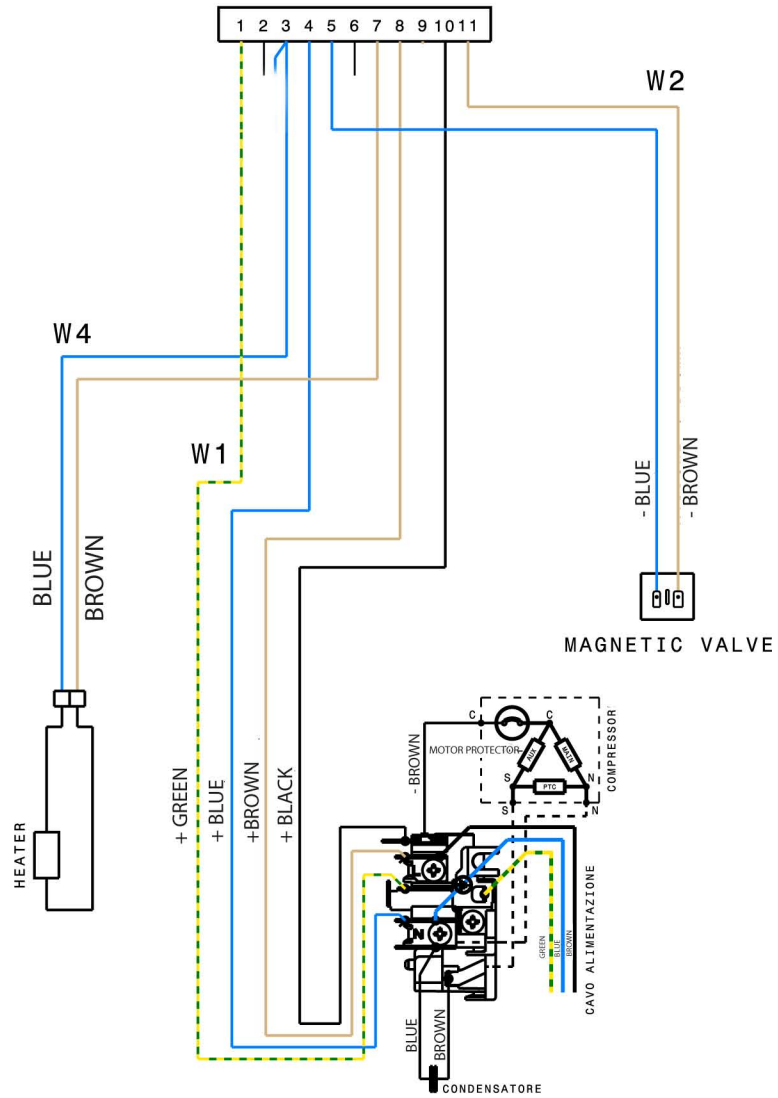 1 2 3 4 5 6 7 8 9 10 11
W2
W4
W1
- BLUE
- BROWN
BLUE
BROWN
MAGNETIC VALVE
+ GREEN
+ BLUE
+BROWN
+ BLACK
- BROWN
C
C
MOTOR PROTECTOR
AUX
MAIN
PTC
S
N
S
N
COMPRESSOR
HEATER
N
GREEN
BLUE
BROWN
CAVO ALIMENTAZIONE
BLUE
BROWN
CONDENSATORE